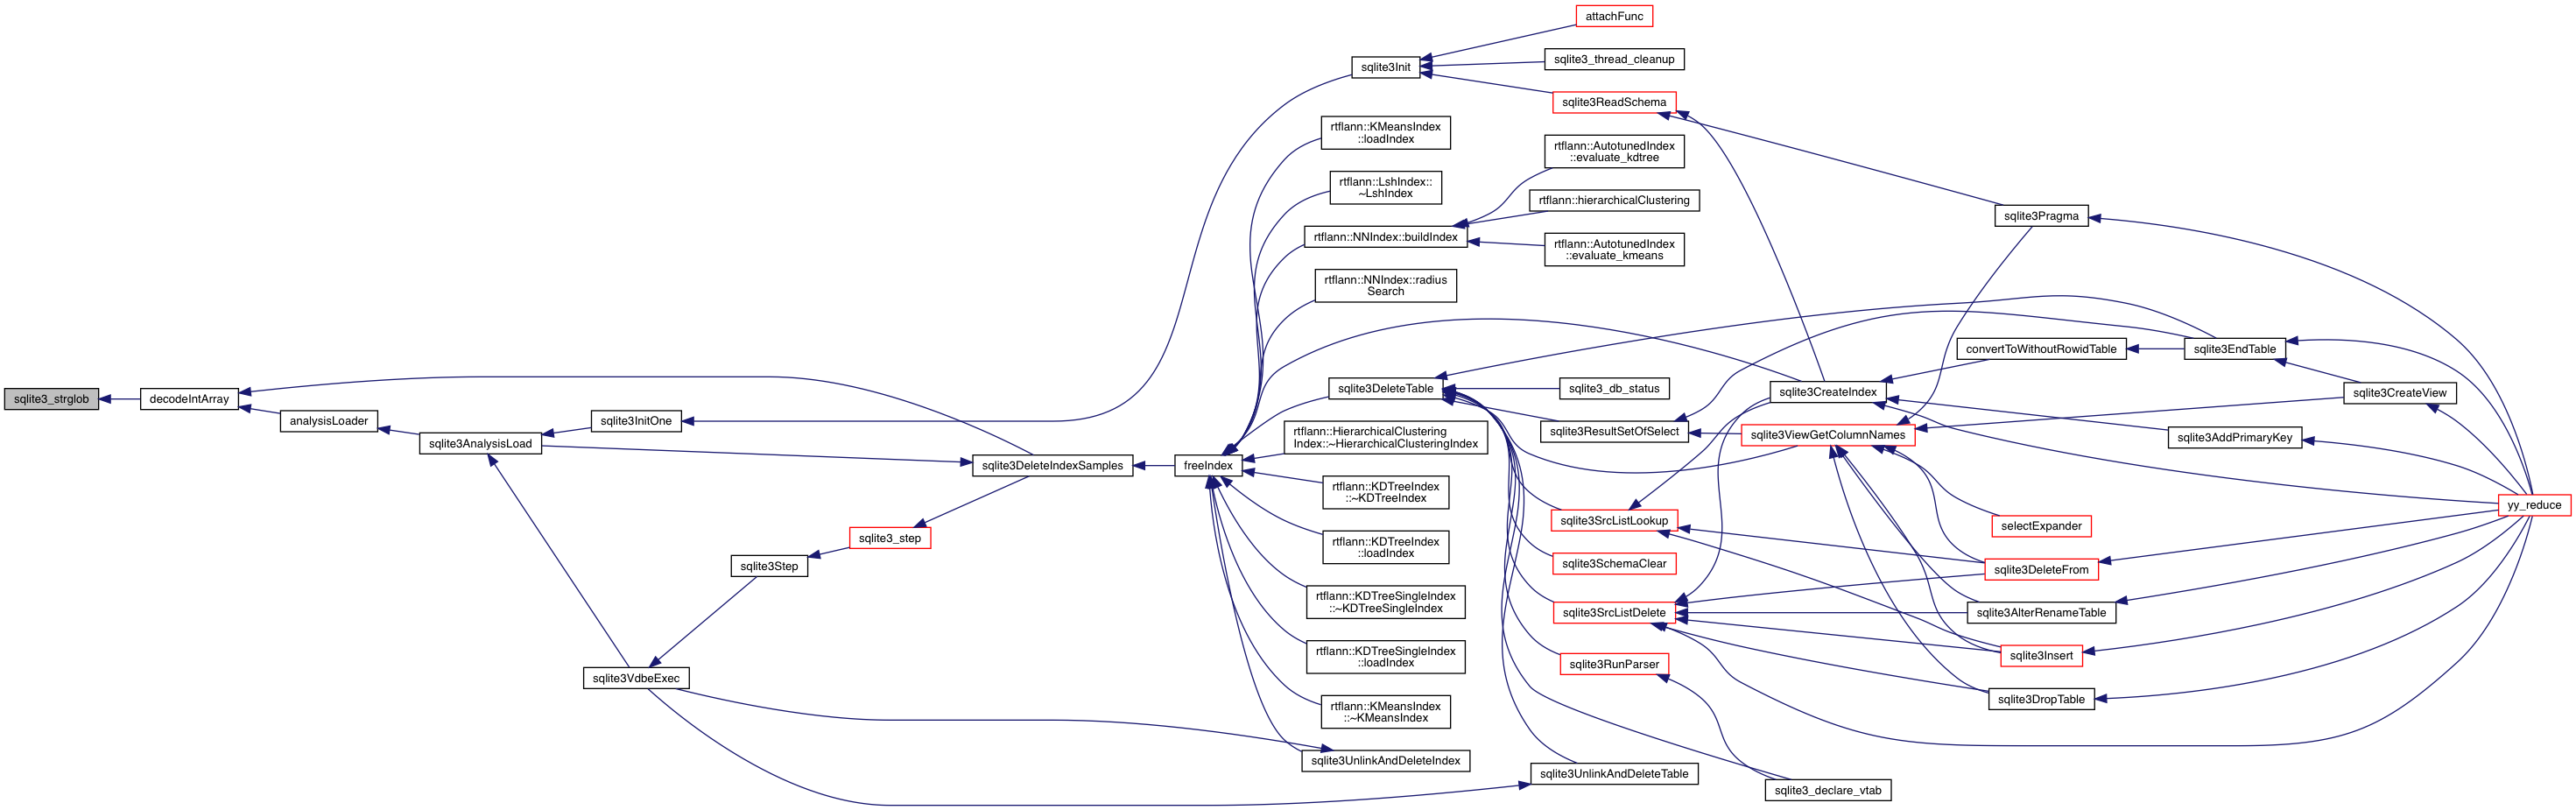 sqlite3_strglob
decodeIntArray
analysisLoader
sqlite3AnalysisLoad
sqlite3InitOne
sqlite3VdbeExec
sqlite3Step
sqlite3_step
sqlite3DeleteIndexSamples
freeIndex
sqlite3Init
rtflann::KMeansIndex
::loadIndex
rtflann::LshIndex::
~LshIndex
rtflann::NNIndex::buildIndex
rtflann::NNIndex::radius
Search
sqlite3DeleteTable
rtflann::HierarchicalClustering
Index::~HierarchicalClusteringIndex
rtflann::KDTreeIndex
::~KDTreeIndex
rtflann::KDTreeIndex
::loadIndex
rtflann::KDTreeSingleIndex
::~KDTreeSingleIndex
rtflann::KDTreeSingleIndex
::loadIndex
rtflann::KMeansIndex
::~KMeansIndex
sqlite3UnlinkAndDeleteIndex
attachFunc
sqlite3_thread_cleanup
sqlite3ReadSchema
rtflann::AutotunedIndex
::evaluate_kdtree
rtflann::hierarchicalClustering
rtflann::AutotunedIndex
::evaluate_kmeans
sqlite3_db_status
sqlite3ResultSetOfSelect
sqlite3SrcListLookup
sqlite3SchemaClear
sqlite3SrcListDelete
sqlite3RunParser
sqlite3UnlinkAndDeleteTable
sqlite3CreateIndex
sqlite3ViewGetColumnNames
sqlite3_declare_vtab
sqlite3Pragma
convertToWithoutRowidTable
selectExpander
sqlite3DeleteFrom
sqlite3AlterRenameTable
sqlite3Insert
sqlite3DropTable
sqlite3EndTable
sqlite3AddPrimaryKey
sqlite3CreateView
yy_reduce